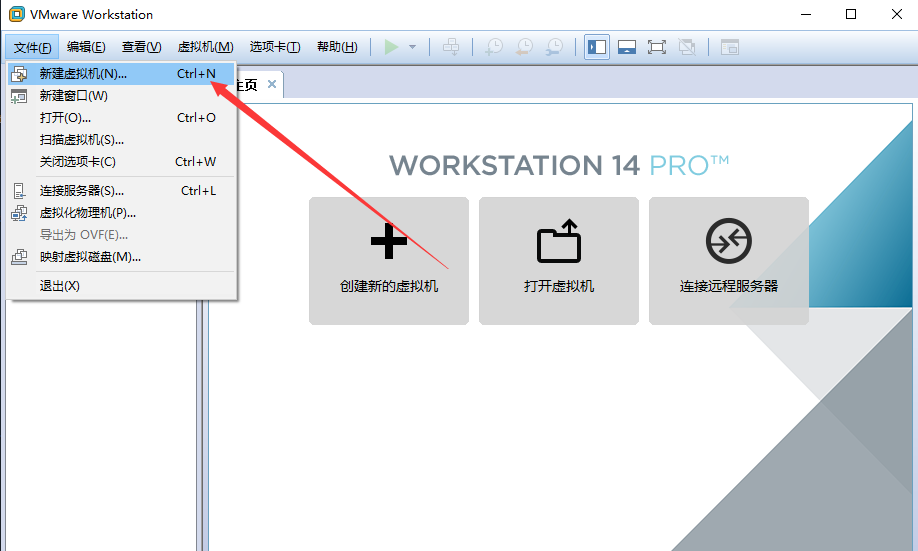 VMware Workstation
文件(F) 编辑(E) 查看(V) 虚拟机(M) 选项卡(T) 帮助(H)
新建虚拟机(N)... Ctrl+N
新建窗口(W)
打开(O)... Ctrl+O
扫描虚拟机(S)...
关闭选项卡(C) Ctrl+W
连接服务器(S)... Ctrl+L
虚拟化物理机(P)...
导出为 OVF(E)...
映射虚拟磁盘(M)...
退出(X)
主页
WORKSTATION 14 PRO™
创建新的虚拟机 打开虚拟机 连接远程服务器